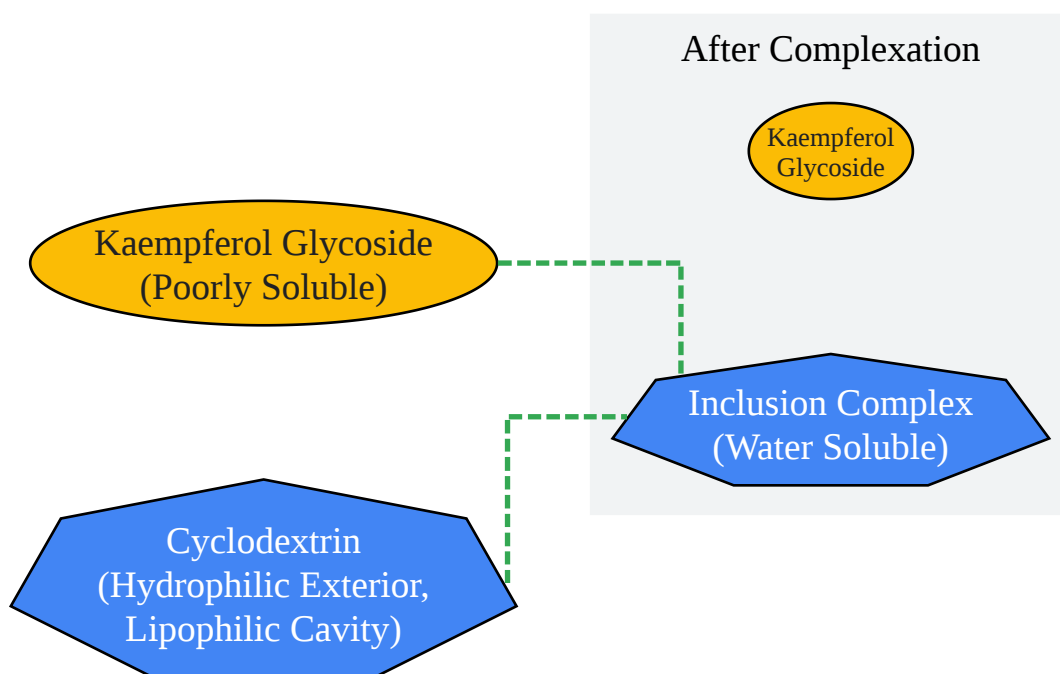 After Complexation
Kaempferol
Glycoside
Kaempferol Glycoside
(Poorly Soluble)
Inclusion Complex
(Water Soluble)
Cyclodextrin
(Hydrophilic Exterior,
Lipophilic Cavity)